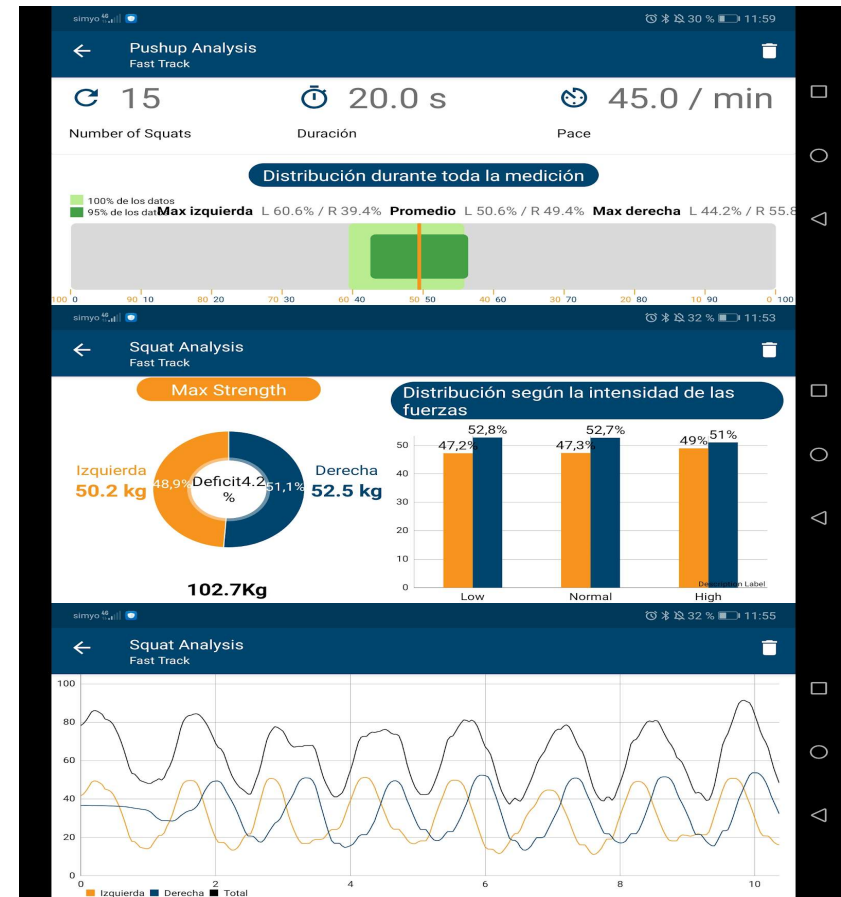 simyo 4G 30 % 11:59
Pushup Analysis
Fast Track
15 20.0 s 45.0 / min
Number of Squats Duración Pace
Distribución durante toda la medición
100% de los datos
95% de los dat Max izquierda L 60.6% / R 39.4% Promedio L 50.6% / R 49.4% Max derecha L 44.2% / R 55.8
100 0 90 10 80 20 70 30 60 40 50 50 40 60 30 70 20 80 10 90 0 100
simyo 4G 32 % 11:53
Squat Analysis
Fast Track
Max Strength
Distribución según la intensidad de las
fuerzas
Izquierda
50.2 kg
48,9%
Deficit4.2
%
51,1%
Derecha
52.5 kg
102.7Kg
47,2% 52,8% 47,3% 52,7% 49% 51%
50
40
30
20
10
0
Description Label
Low Normal High
simyo 4G 32 % 11:55
Squat Analysis
Fast Track
100
80
60
40
20
0
0 2 4 6 8 10
Izquierda Derecha Total